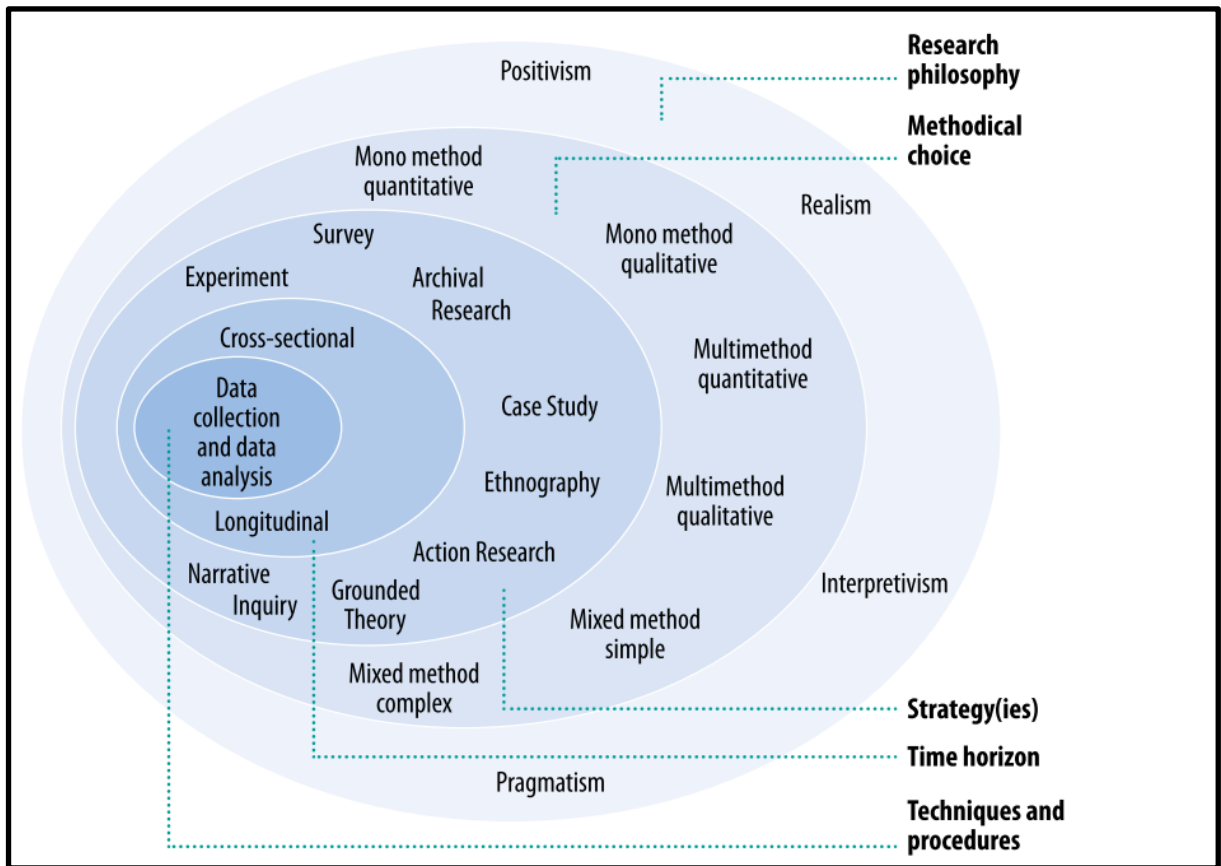 Positivism
Research
philosophy
Methodical
choice
Mono method
quantitative
Realism
Survey
Mono method
qualitative
Experiment
Archival
Research
Cross-sectional
Multimethod
quantitative
Data
collection
and data
analysis
Case Study
Ethnography
Multimethod
qualitative
Longitudinal
Action Research
Narrative
Inquiry
Grounded
Theory
Interpretivism
Mixed method
simple
Mixed method
complex
Strategy(ies)
Time horizon
Pragmatism
Techniques and
procedures